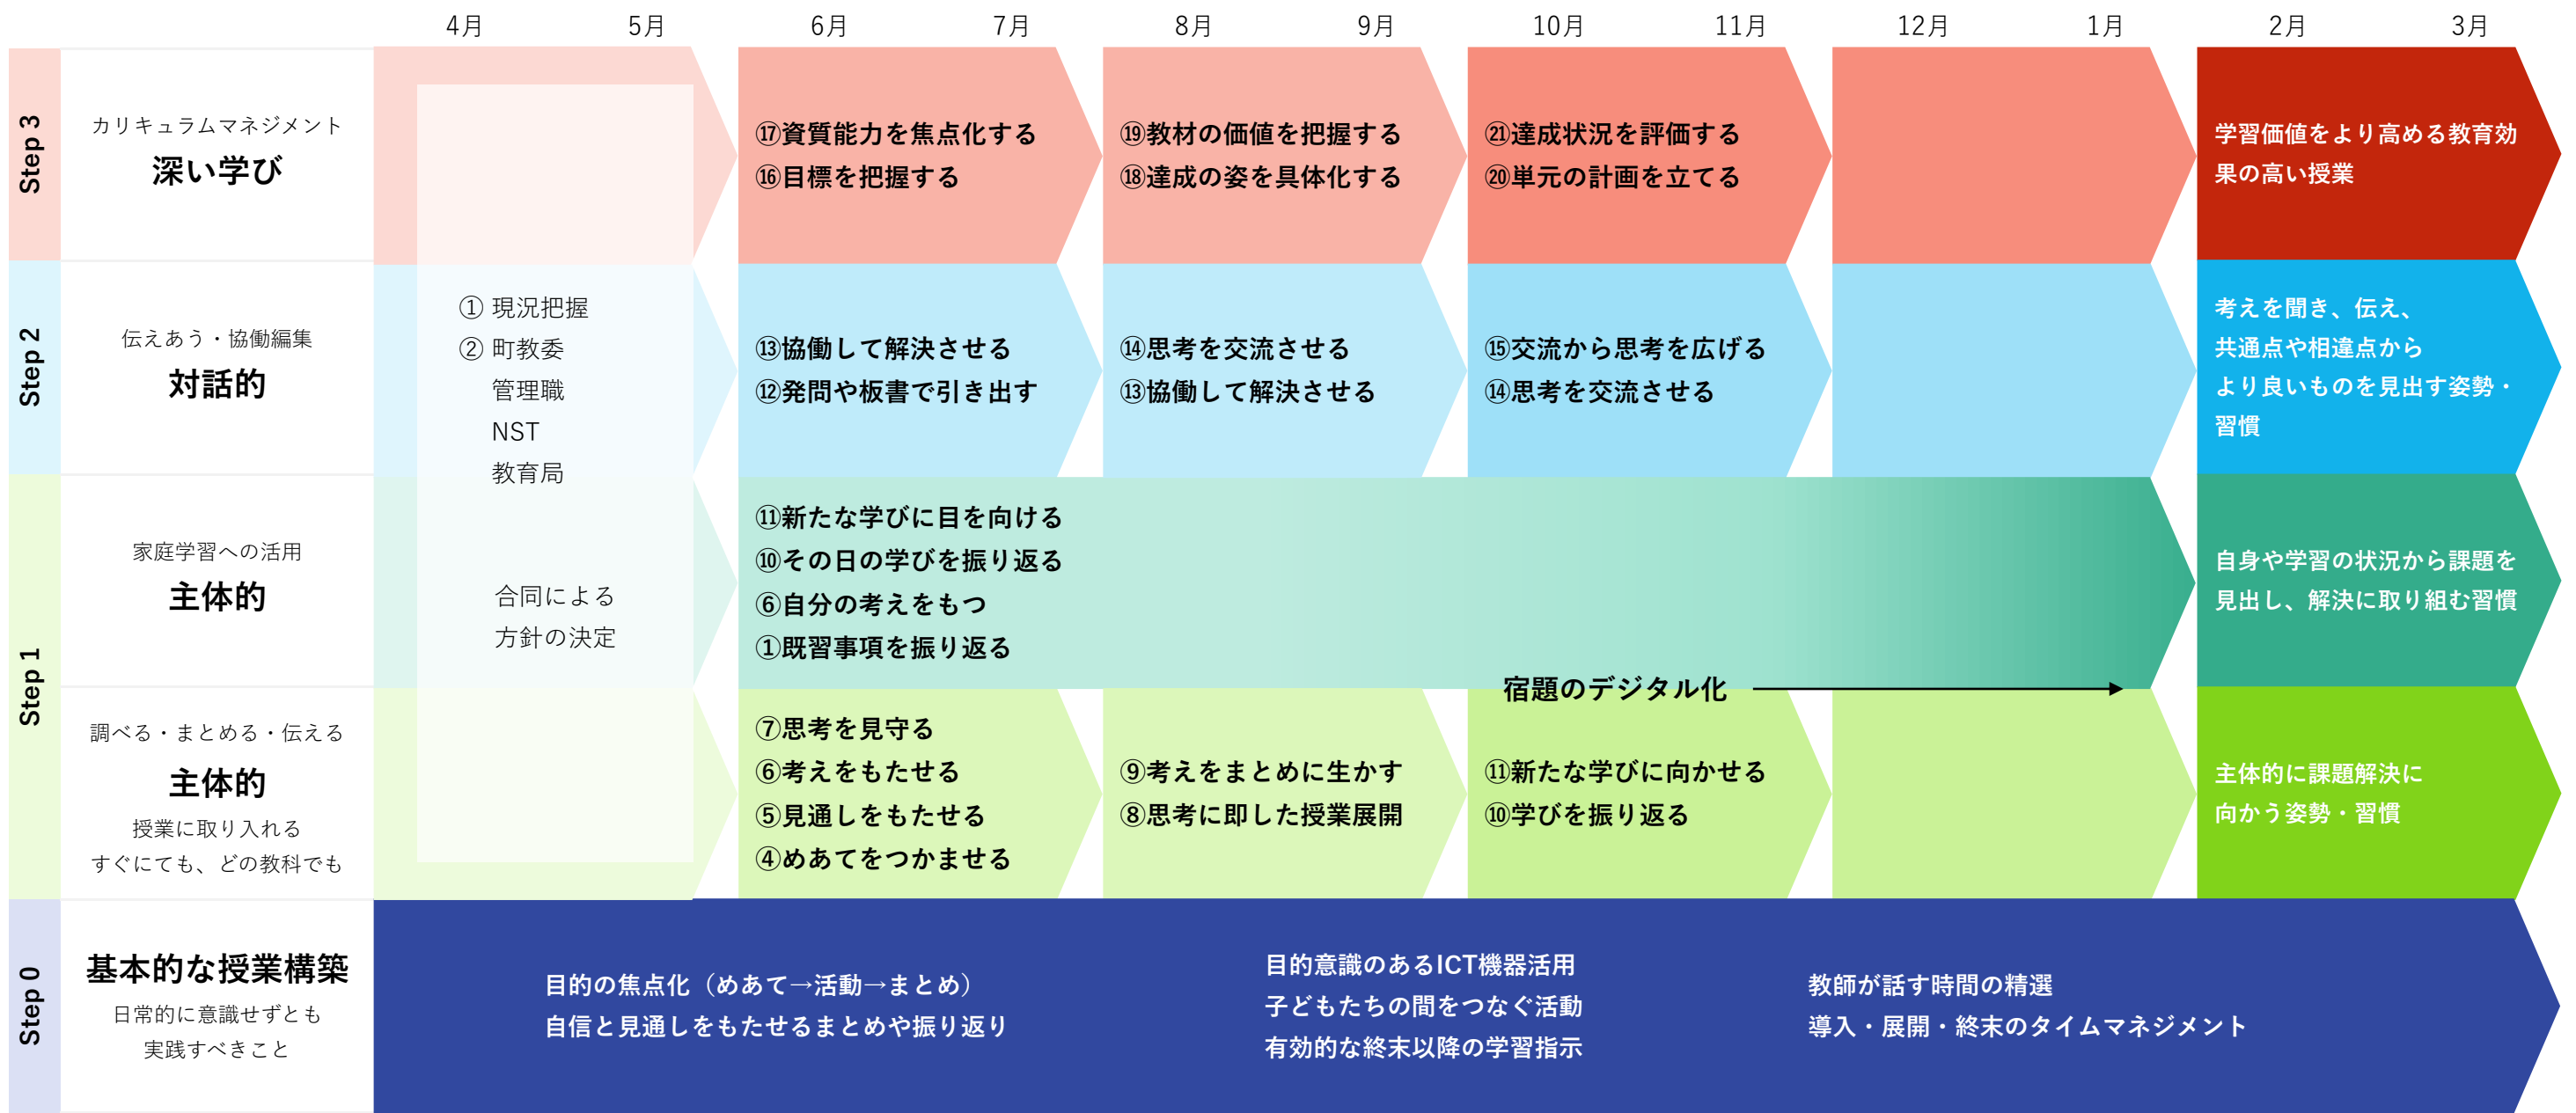 4月 5月 6月 7月 8月 9月 10月 11月 12月 1月 2月 3月
Step 3
カリキュラムマネジメント
深い学び
⑰資質能力を焦点化する
⑯目標を把握する
⑲教材の価値を把握する
⑱達成の姿を具体化する
㉑達成状況を評価する
⑳単元の計画を立てる
学習価値をより高める教育効
果の高い授業
Step 2
伝えあう・協働編集
対話的
① 現況把握
② 町教委
管理職
NST
教育局
合同による
方針の決定
⑬協働して解決させる
⑫発問や板書で引き出す
⑭思考を交流させる
⑬協働して解決させる
⑮交流から思考を広げる
⑭思考を交流させる
考えを聞き、伝え、
共通点や相違点から
より良いものを見出す姿勢・
習慣
Step 1
家庭学習への活用
主体的
⑪新たな学びに目を向ける
⑩その日の学びを振り返る
⑥自分の考えをもつ
①既習事項を振り返る
宿題のデジタル化
自身や学習の状況から課題を
見出し、解決に取り組む習慣
調べる・まとめる・伝える
主体的
授業に取り入れる
すぐにても、どの教科でも
⑦思考を見守る
⑥考えをもたせる
⑤見通しをもたせる
④めあてをつかませる
⑨考えをまとめに生かす
⑧思考に即した授業展開
⑪新たな学びに向かせる
⑩学びを振り返る
主体的に課題解決に
向かう姿勢・習慣
Step 0
基本的な授業構築
日常的に意識せずとも
実践すべきこと
目的の焦点化（めあて→活動→まとめ）
自信と見通しをもたせるまとめや振り返り
目的意識のあるICT機器活用
子どもたちの間をつなぐ活動
有効的な終末以降の学習指示
教師が話す時間の精選
導入・展開・終末のタイムマネジメント